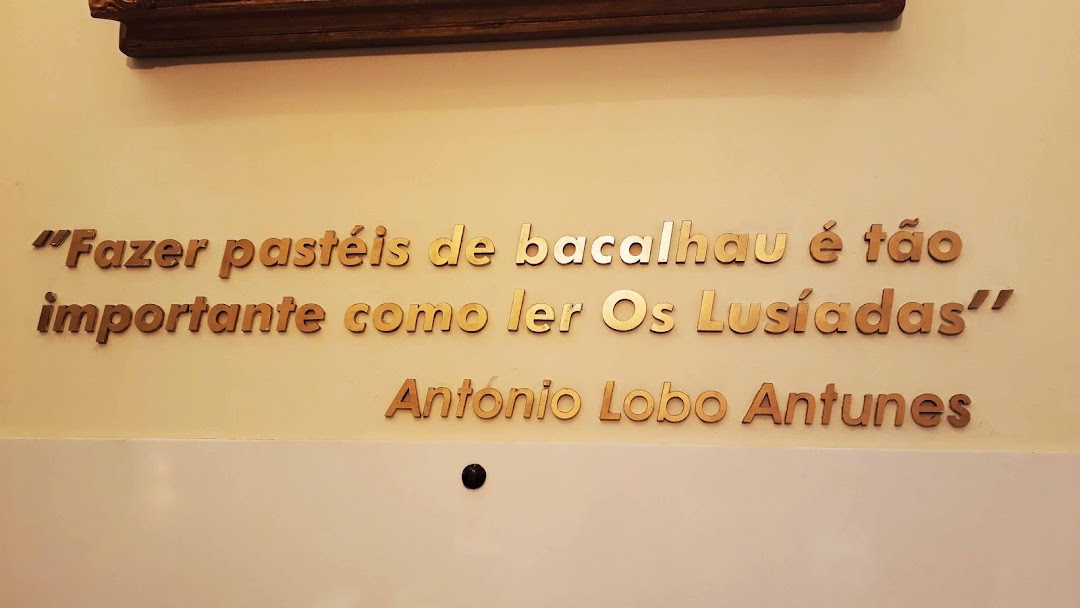 "Fazer pastéis de bacalhau é tão
importante como ler Os Lusíadas"
António Lobo Antunes